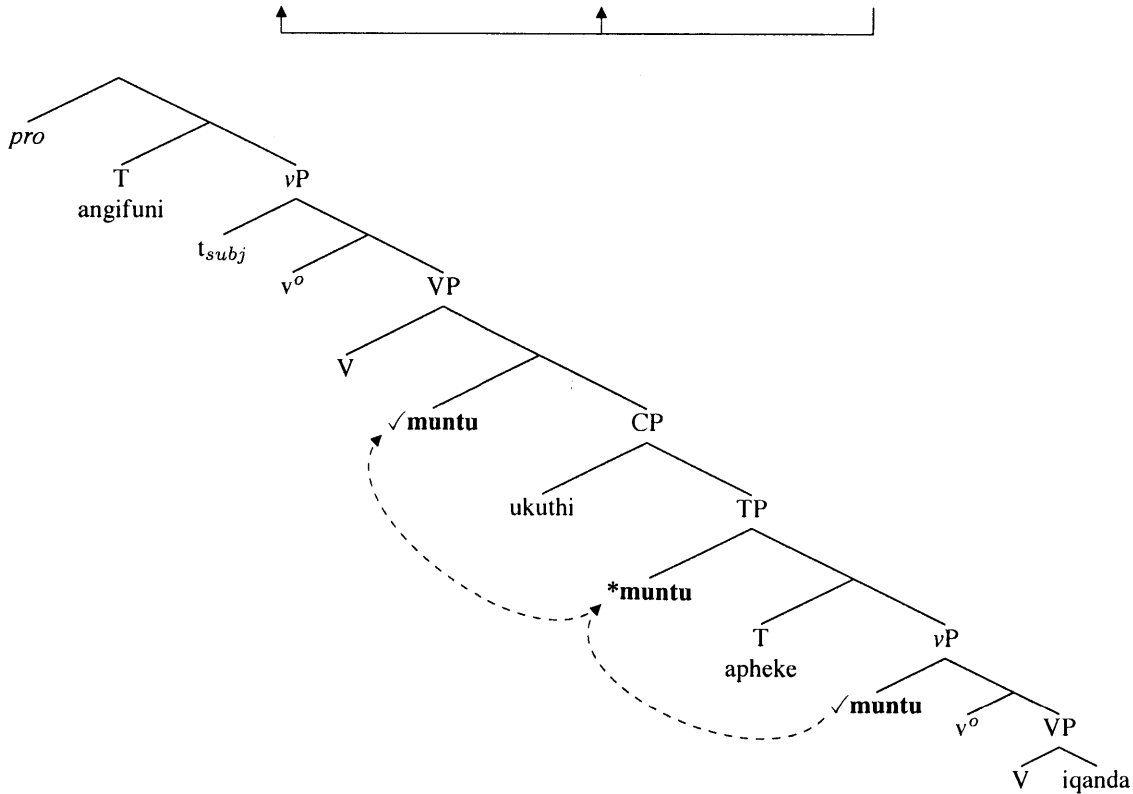 pro
T
angifuni
vP
t_subj
v^o
VP
V
✓muntu
CP
ukuthi
TP
*muntu
T
apheke
vP
✓muntu
v^o
VP
V iqanda